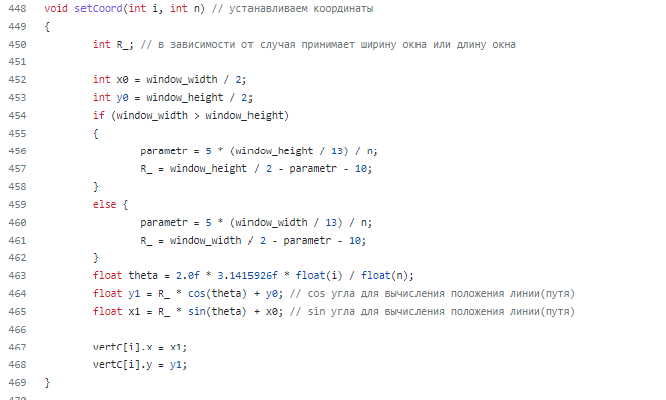 448 void setCoord(int i, int n) // устанавливаем координаты
449 {
450 int R_; // в зависимости от случая принимает ширину окна или длину окна
451
452 int x0 = window_width / 2;
453 int y0 = window_height / 2;
454 if (window_width > window_height)
455 {
456 parametr = 5 * (window_height / 13) / n;
457 R_ = window_height / 2 - parametr - 10;
458 }
459 else {
460 parametr = 5 * (window_width / 13) / n;
461 R_ = window_width / 2 - parametr - 10;
462 }
463 float theta = 2.0f * 3.1415926f * float(i) / float(n);
464 float y1 = R_ * cos(theta) + y0; // cos угла для вычисления положения линии(путя)
465 float x1 = R_ * sin(theta) + x0; // sin угла для вычисления положения линии(путя)
466
467 vertC[i].x = x1;
468 vertC[i].y = y1;
469 }
470